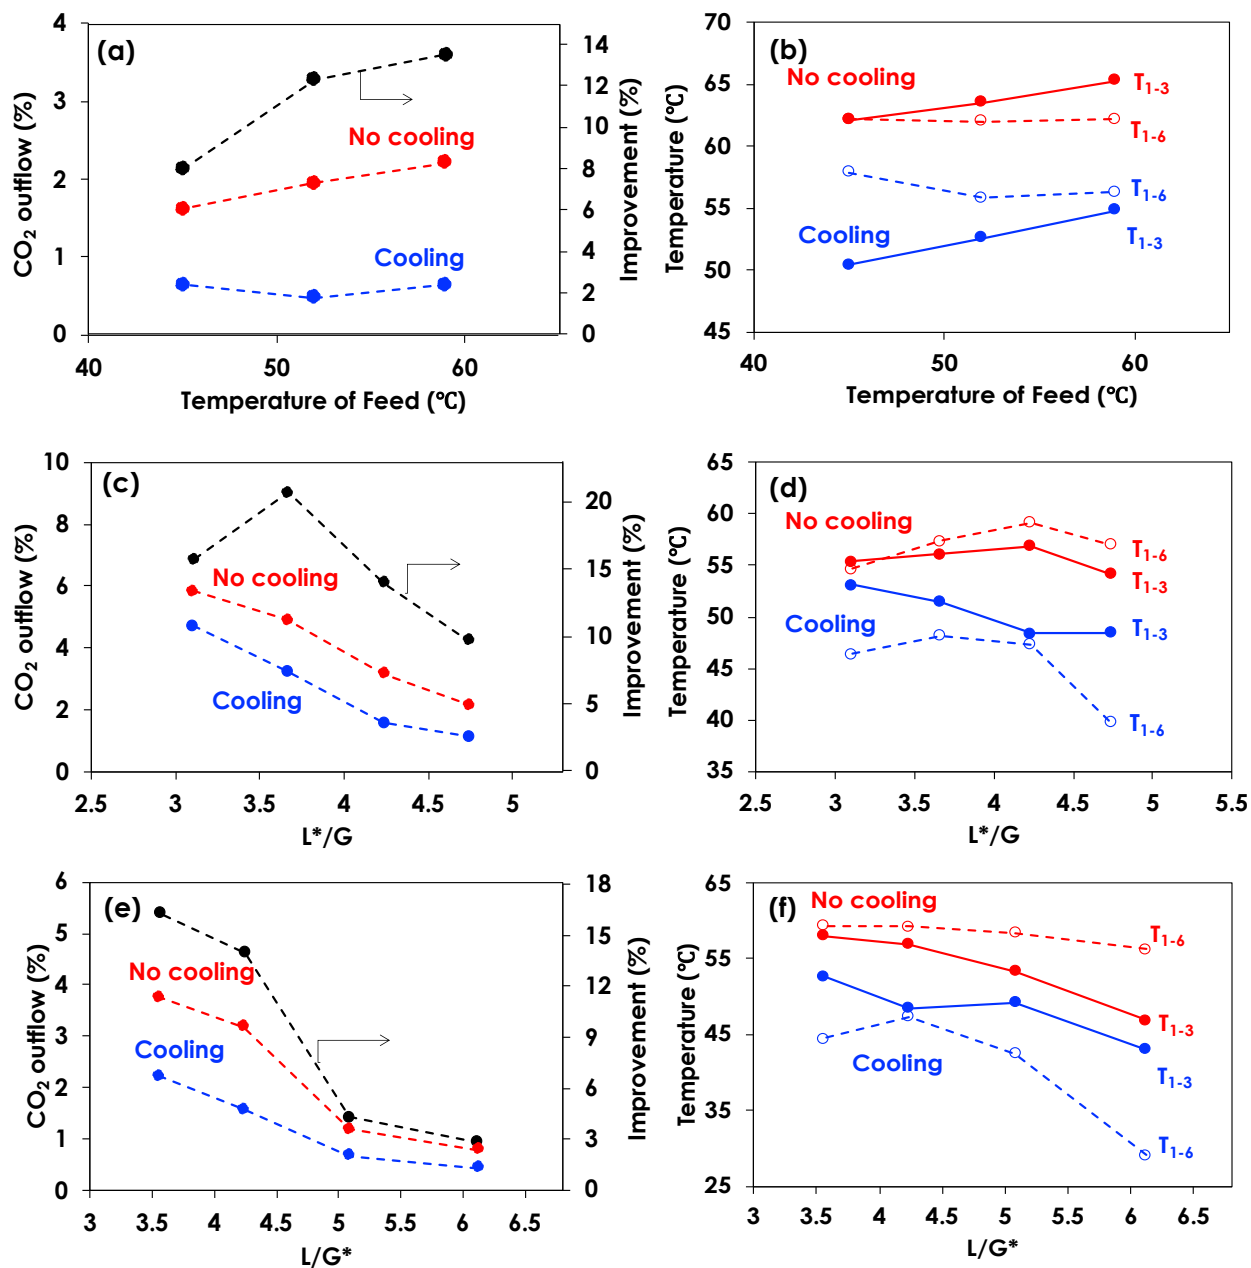 (a)
CO2 outflow (%)
4
3
2
1
0
14
12
10
8
6
4
2
0
Improvement (%)
No cooling
Cooling
40
50
60
Temperature of Feed (℃)
(b)
Temperature (℃)
70
65
60
55
50
45
No cooling
T1-3
T1-6
T1-6
Cooling
T1-3
40
50
60
Temperature of Feed (℃)
(c)
CO2 outflow (%)
10
8
6
4
2
0
20
15
10
5
0
Improvement (%)
No cooling
Cooling
2.5
3
3.5
4
4.5
5
L*/G
(d)
Temperature (℃)
65
60
55
50
45
40
35
No cooling
T1-6
T1-3
Cooling
T1-3
T1-6
2.5
3
3.5
4
4.5
5
5.5
L*/G
(e)
CO2 outflow (%)
6
5
4
3
2
1
0
18
15
12
9
6
3
0
Improvement (%)
No cooling
Cooling
3
3.5
4
4.5
5
5.5
6
6.5
L/G*
(f)
Temperature (℃)
65
55
45
35
25
No cooling
T1-6
T1-3
Cooling
T1-3
T1-6
3
3.5
4
4.5
5
5.5
6
6.5
L/G*